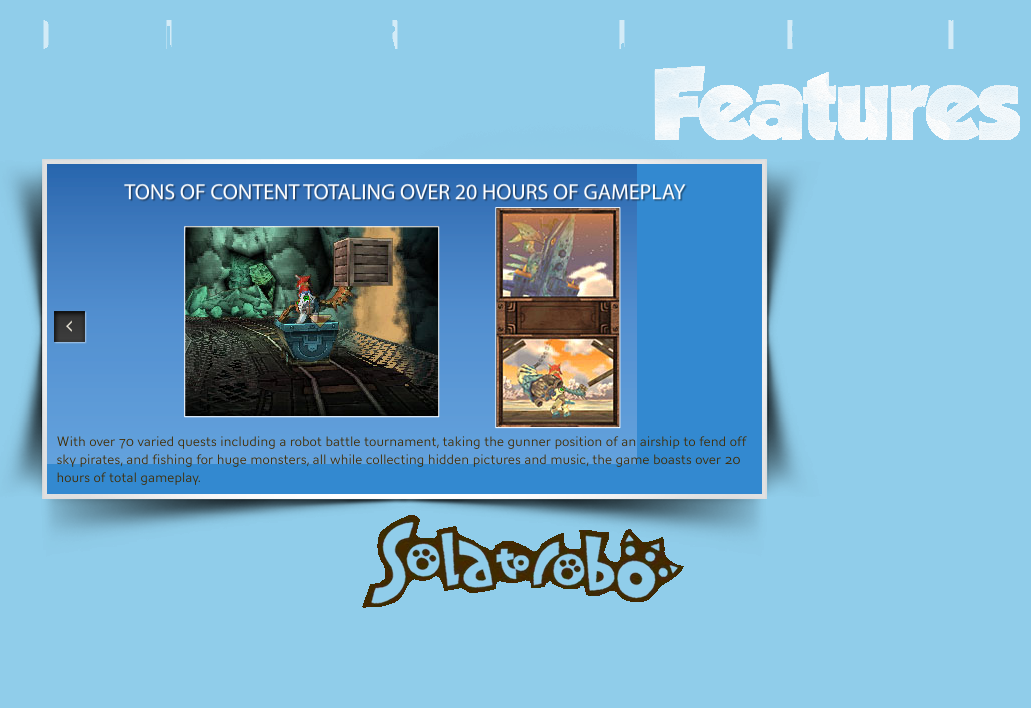 Features
TONS OF CONTENT TOTALING OVER 20 HOURS OF GAMEPLAY
With over 70 varied quests including a robot battle tournament, taking the gunner position of an airship to fend off
sky pirates, and fishing for huge monsters, all while collecting hidden pictures and music, the game boasts over 20
hours of total gameplay.
Solatorobo